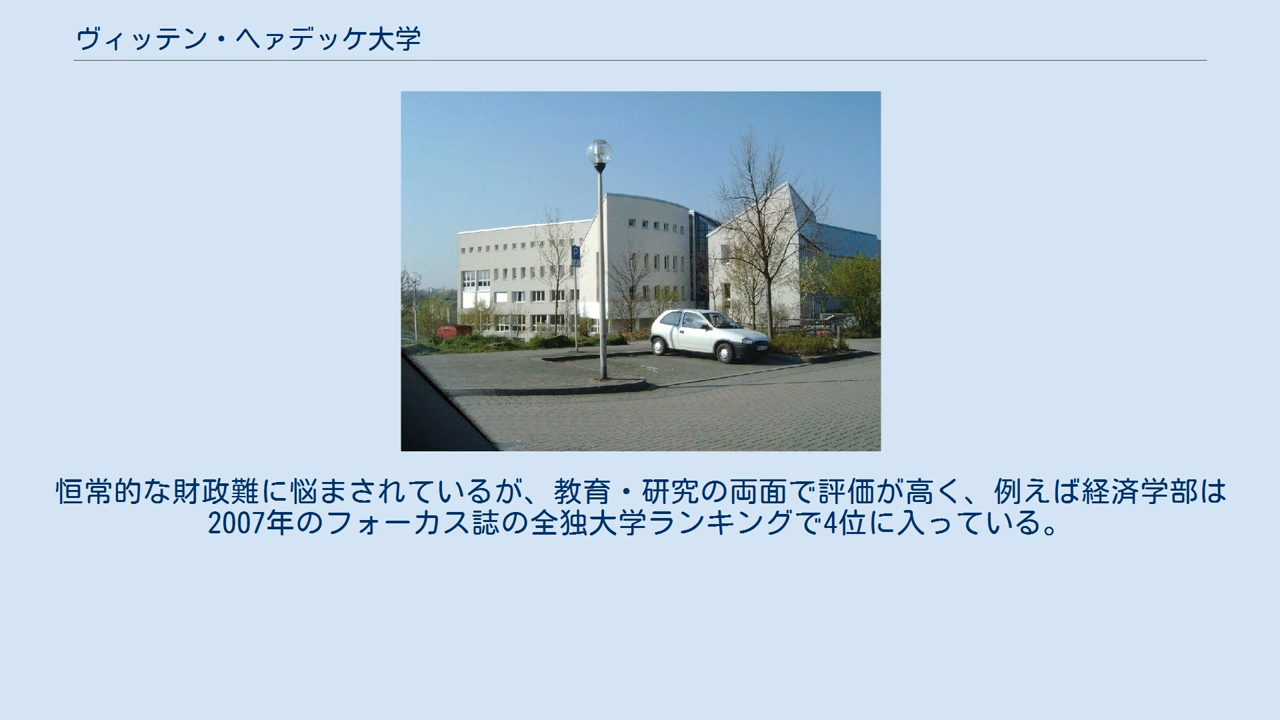 ヴィッテン・へァデッケ大学
P
恒常的な財政難に悩まされているが、教育・研究の両面で評価が高く、例えば経済学部は
2007年のフォーカス誌の全独大学ランキングで4位に入っている。